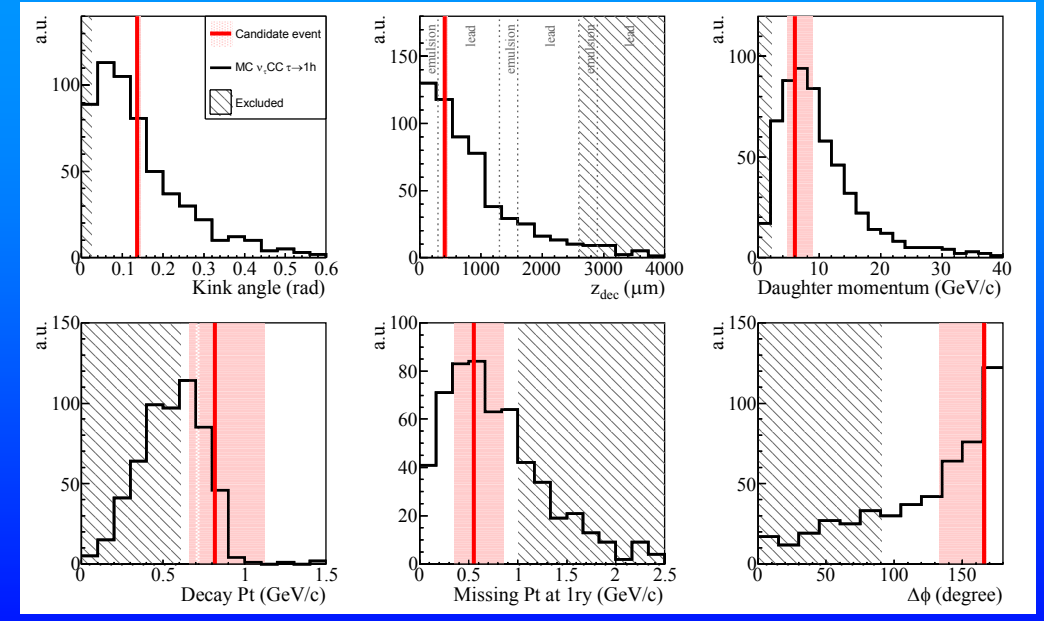 a.u.
100
50
0
0
0.1
0.2
0.3
0.4
0.5
0.6
Kink angle (rad)
Candidate event
MC ντCC τ→1h
Excluded
a.u.
150
100
50
0
0
1000
2000
3000
4000
z_dec (μm)
emulsion
lead
emulsion
lead
emulsion
lead
a.u.
100
50
0
0
10
20
30
40
Daughter momentum (GeV/c)
a.u.
150
100
50
0
0
0.5
1
1.5
Decay Pt (GeV/c)
a.u.
100
80
60
40
20
0
0
0.5
1
1.5
2.0
2.5
Missing Pt at 1ry (GeV/c)
a.u.
150
100
50
0
0
50
100
150
Δϕ (degree)